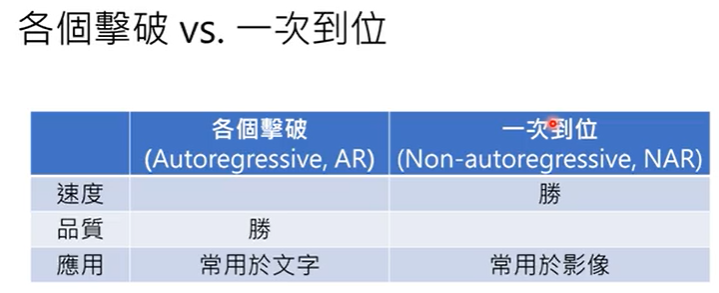 各個擊破 vs. 一次到位
各個擊破 一次到位
(Autoregressive, AR) (Non-autoregressive, NAR)
速度 勝
品質 勝
應用 常用於文字 常用於影像